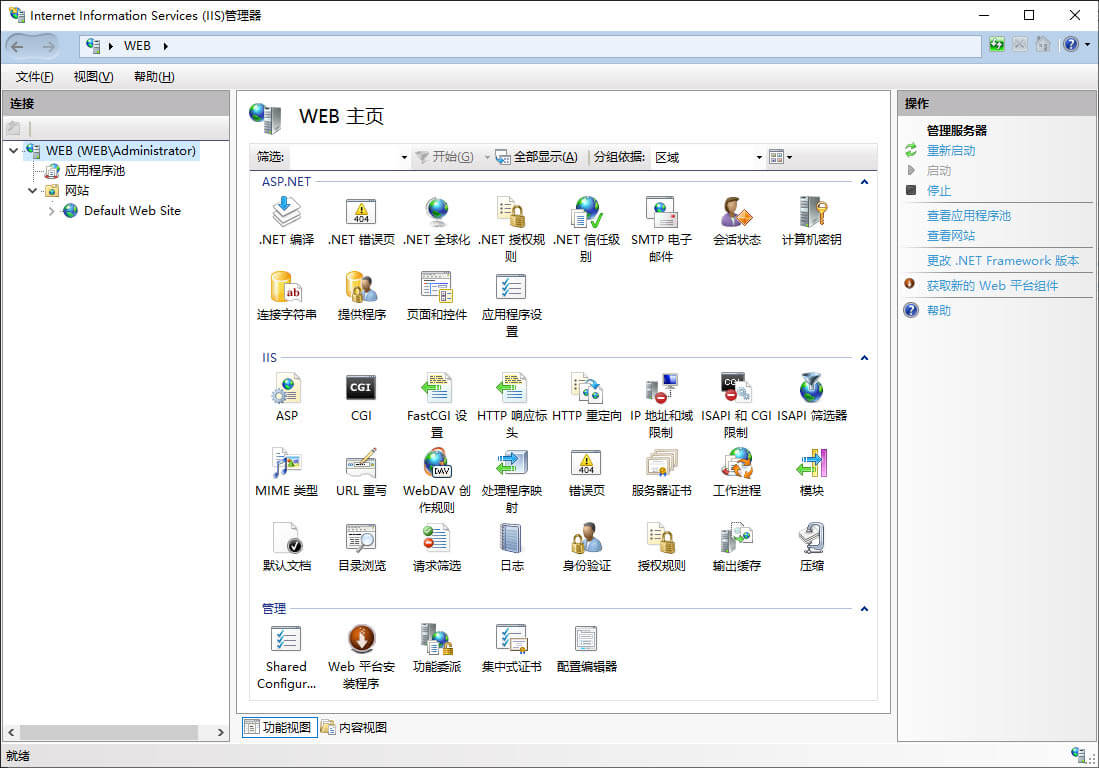 Internet Information Services (IIS)管理器
WEB
文件(F) 视图(V) 帮助(H)
连接
WEB (WEB\Administrator)
应用程序池
网站
Default Web Site
WEB 主页
筛选: 开始(G) 全部显示(A) 分组依据: 区域
ASP.NET
.NET 编译
404
.NET 错误页
.NET 全球化
.NET 授权规
则
.NET 信任级
别
SMTP 电子
邮件
会话状态
计算机密钥
ab
连接字符串
提供程序
页面和控件
应用程序设
置
IIS
ASP
CGI
CGI
FastCGI 设
置
HTTP 响应标
头
HTTP 重定向
IP 地址和域
限制
CGI
ISAPI 和 CGI
限制
ISAPI 筛选器
MIME 类型
URL 重写
DAV
WebDAV 创
作规则
处理程序映
射
404
错误页
服务器证书
工作进程
模块
默认文档
目录浏览
请求筛选
日志
身份验证
授权规则
输出缓存
压缩
管理
Shared
Configur...
Web 平台安
装程序
功能委派
集中式证书
配置编辑器
功能视图 内容视图
操作
管理服务器
重新启动
启动
停止
查看应用程序池
查看网站
更改 .NET Framework 版本
获取新的 Web 平台组件
帮助
就绪